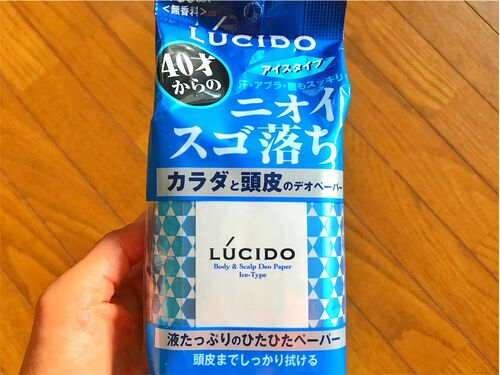 <無香料>
LÚCIDO
40才
からの
アイスタイプ
汗・アブラ・菌もスッキリ
ニオイ
スゴ落ち
カラダと頭皮のデオペーパー
LÚCIDO
Body & Scalp Deo Paper
Ice-Type
液たっぷりのひたひたペーパー
頭皮までしっかり拭ける